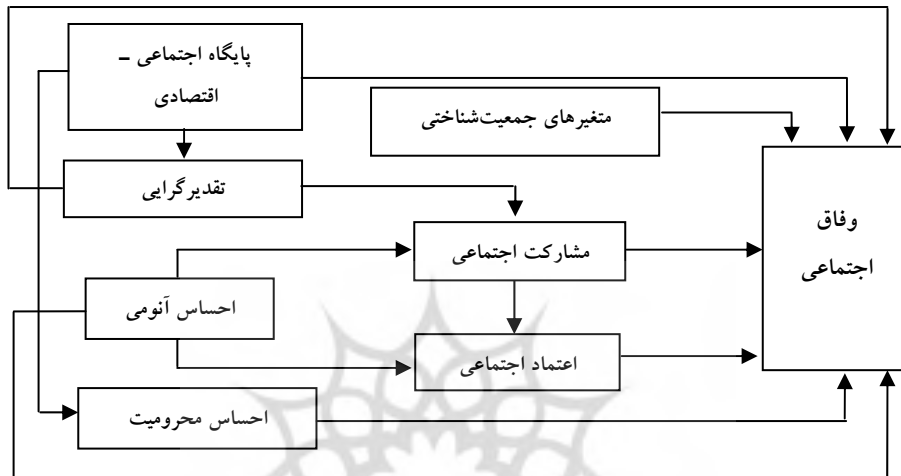 پایگاه اجتماعی –
اقتصادی
متغیرهای جمعیت‌شناختی
تقدیرگرایی
وفاق
اجتماعی
مشارکت اجتماعی
احساس آنومی
اعتماد اجتماعی
احساس محرومیت